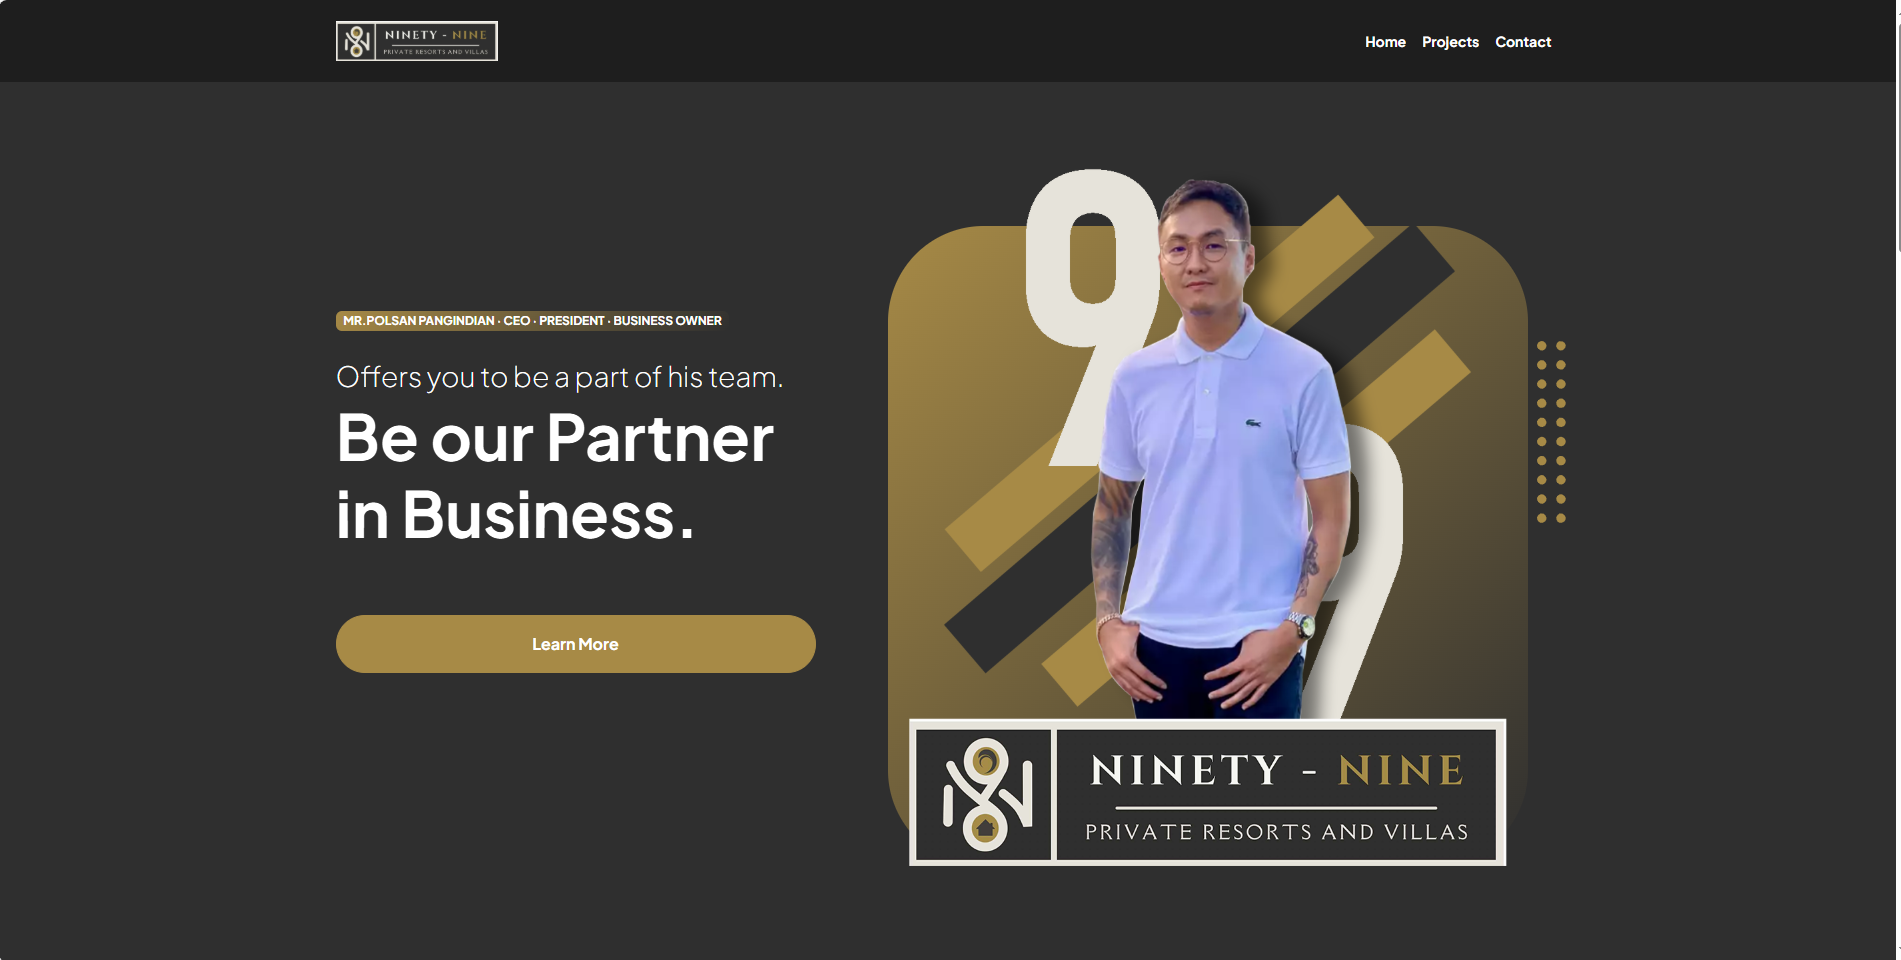 NINETY - NINE
PRIVATE RESORTS AND VILLAS
Home Projects Contact
MR.POLSAN PANGINDIAN · CEO · PRESIDENT · BUSINESS OWNER
Offers you to be a part of his team.
Be our Partner
in Business.
Learn More
99
NINETY - NINE
PRIVATE RESORTS AND VILLAS